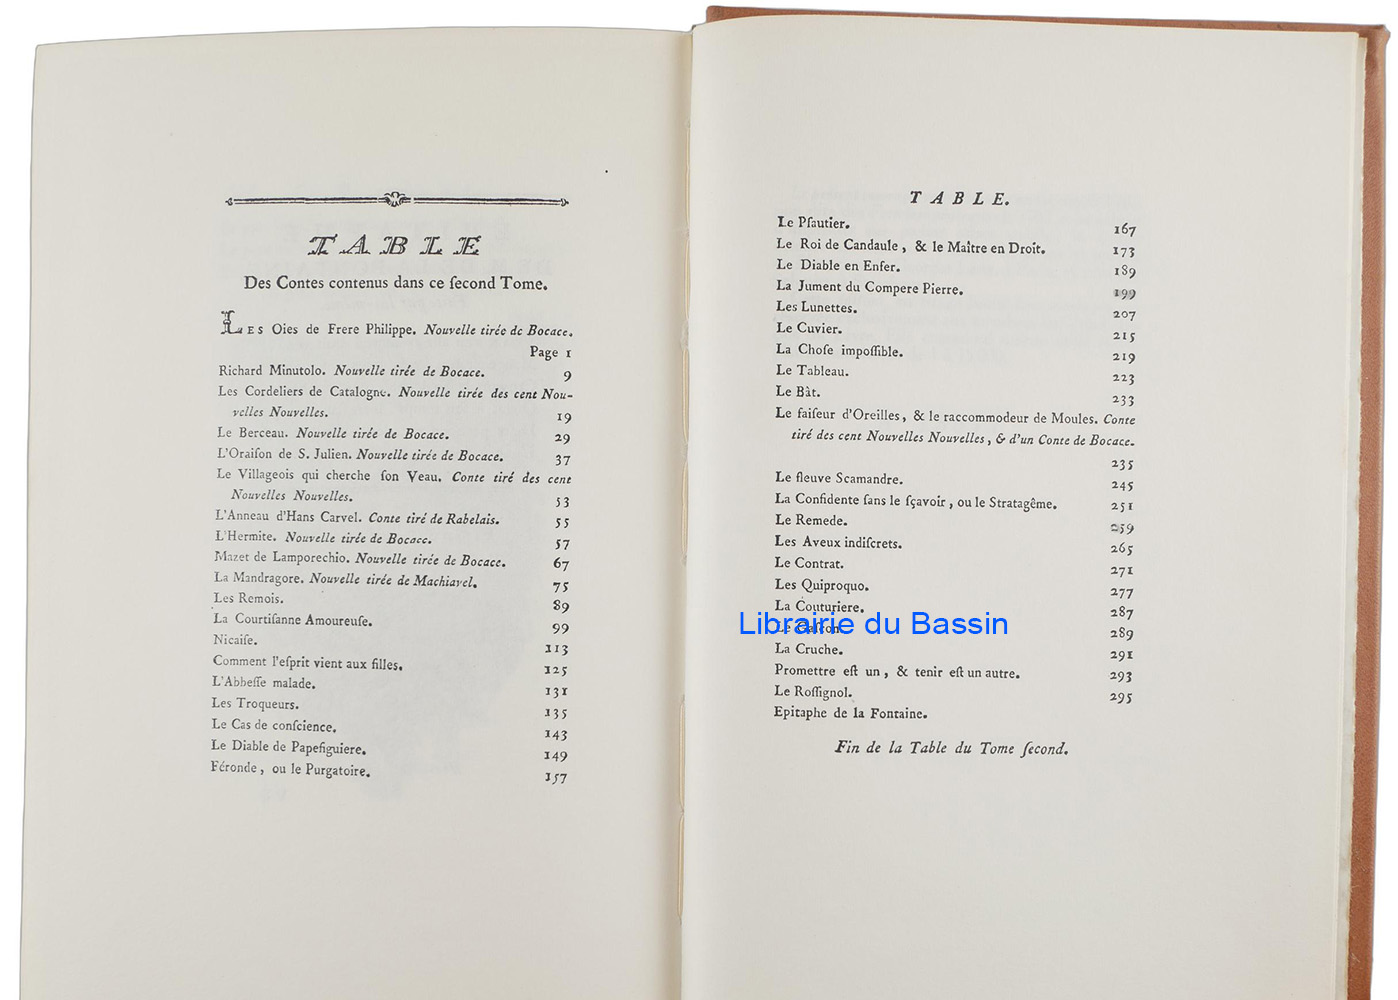 TABLE
Des Contes contenus dans ce ſecond Tome.
LES Oies de Frere Philippe. Nouvelle tirée de Bocace.
Page 1
Richard Minutolo. Nouvelle tirée de Bocace. 9
Les Cordeliers de Catalogne. Nouvelle tirée des cent Nou-
velles Nouvelles. 19
Le Berceau. Nouvelle tirée de Bocace. 29
L'Oraiſon de S. Julien. Nouvelle tirée de Bocace. 37
Le Villageois qui cherche ſon Veau. Conte tiré des cent
Nouvelles Nouvelles. 53
L'Anneau d'Hans Carvel. Conte tiré de Rabelais. 55
L'Hermite. Nouvelle tirée de Bocace. 57
Mazet de Lamporechio. Nouvelle tirée de Bocace. 67
La Mandragore. Nouvelle tirée de Machiavel. 75
Les Remois. 89
La Courtiſanne Amoureuſe. 99
Nicaiſe. 113
Comment l'eſprit vient aux filles. 125
L'Abbeſſe malade. 131
Les Troqueurs. 135
Le Cas de conſcience. 143
Le Diable de Papefiguiere. 149
Féronde, ou le Purgatoire. 157
TABLE.
Le Pſautier. 167
Le Roi de Candaule, & le Maître en Droit. 173
Le Diable en Enfer. 189
La Jument du Compere Pierre. 199
Les Lunettes. 207
Le Cuvier. 215
La Choſe impoſſible. 219
Le Tableau. 223
Le Bât. 233
Le faiſeur d'Oreilles, & le raccommodeur de Moules. Conte
tiré des cent Nouvelles Nouvelles, & d'un Conte de Bocace.
235
Le fleuve Scamandre. 245
La Confidente ſans le ſçavoir, ou le Stratagême. 251
Le Remede. 259
Les Aveux indiſcrets. 265
Le Contrat. 271
Les Quiproquo. 277
La Couturiere. 287
Librairie du Bassin
Le Gaſcon. 289
La Cruche. 291
Promettre eſt un, & tenir eſt un autre. 293
Le Roſſignol. 295
Epitaphe de la Fontaine.
Fin de la Table du Tome ſecond.